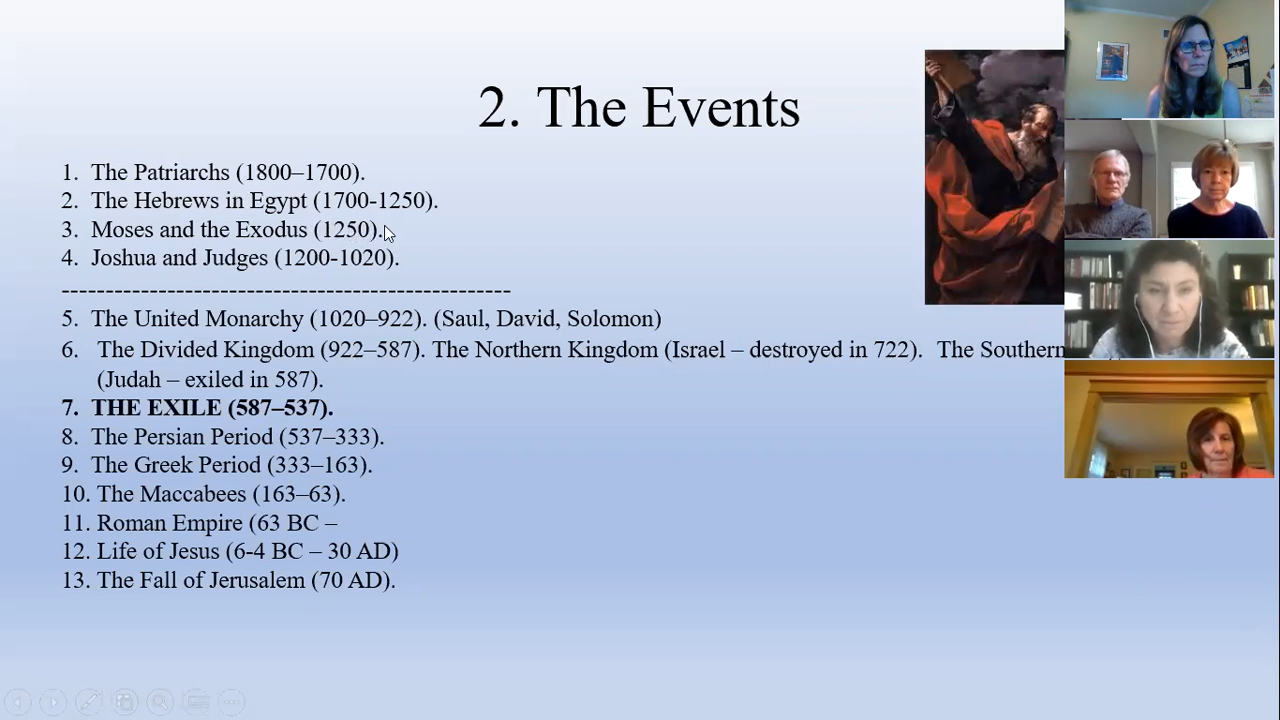 2. The Events
1. The Patriarchs (1800–1700).
2. The Hebrews in Egypt (1700-1250).
3. Moses and the Exodus (1250).
4. Joshua and Judges (1200-1020).
---------------------------------------------------
5. The United Monarchy (1020–922). (Saul, David, Solomon)
6. The Divided Kingdom (922–587). The Northern Kingdom (Israel – destroyed in 722). The Southern
(Judah – exiled in 587).
7. THE EXILE (587–537).
8. The Persian Period (537–333).
9. The Greek Period (333–163).
10. The Maccabees (163–63).
11. Roman Empire (63 BC –
12. Life of Jesus (6-4 BC – 30 AD)
13. The Fall of Jerusalem (70 AD).